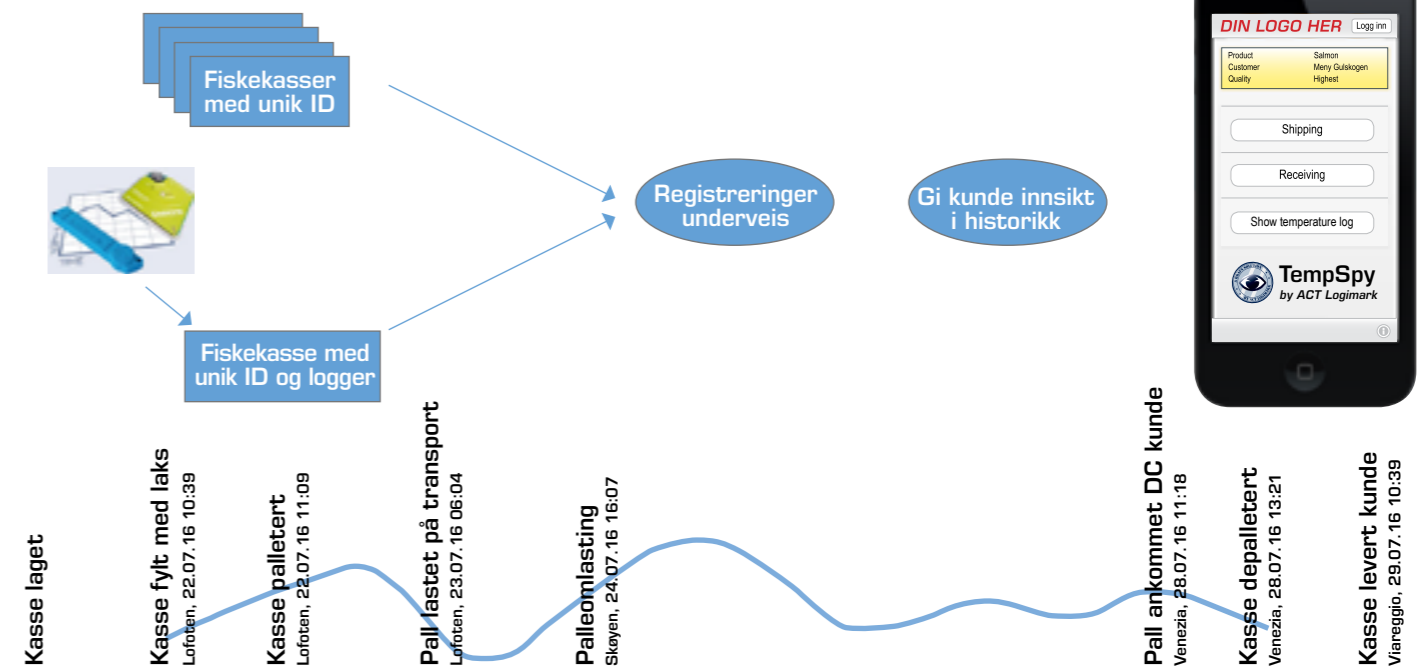 Fiskekasser
med unik ID
Fiskekasse med
unik ID og logger
Registreringer
underveis
Gi kunde innsikt
i historikk
DIN LOGO HER
Logg inn
Product Salmon
Customer Meny Gulskogen
Quality Highest
Shipping
Receiving
Show temperature log
TempSpy
by ACT Logimark
Kasse laget
Kasse fylt med laks
Lofoten, 22.07.16 10:39
Kasse palletert
Lofoten, 22.07.16 11:09
Pall lastet på transport
Lofoten, 23.07.16 06:04
Palleomlasting
Skøyen, 24.07.16 16:07
Pall ankommet DC kunde
Venezia, 28.07.16 11:18
Kasse depalletert
Venezia, 28.07.16 13:21
Kasse levert kunde
Viareggio, 29.07.16 10:39